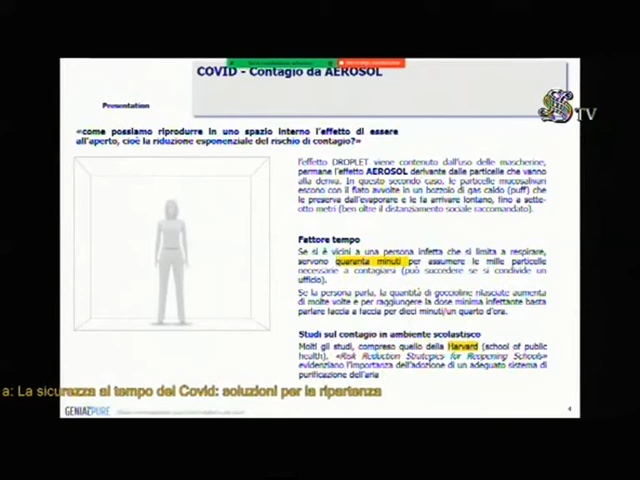 COVID - Contagio da AEROSOL
TV
Presentation
«come possiamo riprodurre in uno spazio interno l'effetto di essere
all'aperto, cioè la riduzione esponenziale del rischio di contagio?»
l'effetto DROPLET viene contenuto dall'uso delle mascherine,
permane l'effetto AEROSOL derivante dalle particelle che vanno
alla deriva. In questo secondo caso, le particelle mucosalivari
escono con il fiato avvolte in un bozzolo di gas caldo (puff) che
le preserva dall'evaporare e le fa arrivare lontano, fino a sette-
otto metri (ben oltre il distanziamento sociale raccomandato).
Fattore tempo
Se si è vicini a una persona infetta che si limita a respirare,
servono quaranta minuti per assumere le mille particelle
necessarie a contagiarsi (può succedere se si condivide un
ufficio).
Se la persona parla, la quantità di goccioline rilasciate aumenta
di molte volte e per raggiungere la dose minima infettante basta
parlare faccia a faccia per dieci minuti/un quarto d'ora.
Studi sul contagio in ambiente scolastisco
Molti gli studi, compreso quello della Harvard (school of public
health). «Risk Reduction Strategies for Reopening Schools»
evidenziano l'importanza dell'adozione di un adeguato sistema di
purificazione dell'aria
a: La sicurezza al tempo del Covid: soluzioni per la ripartenza
GENIAZPURE
4